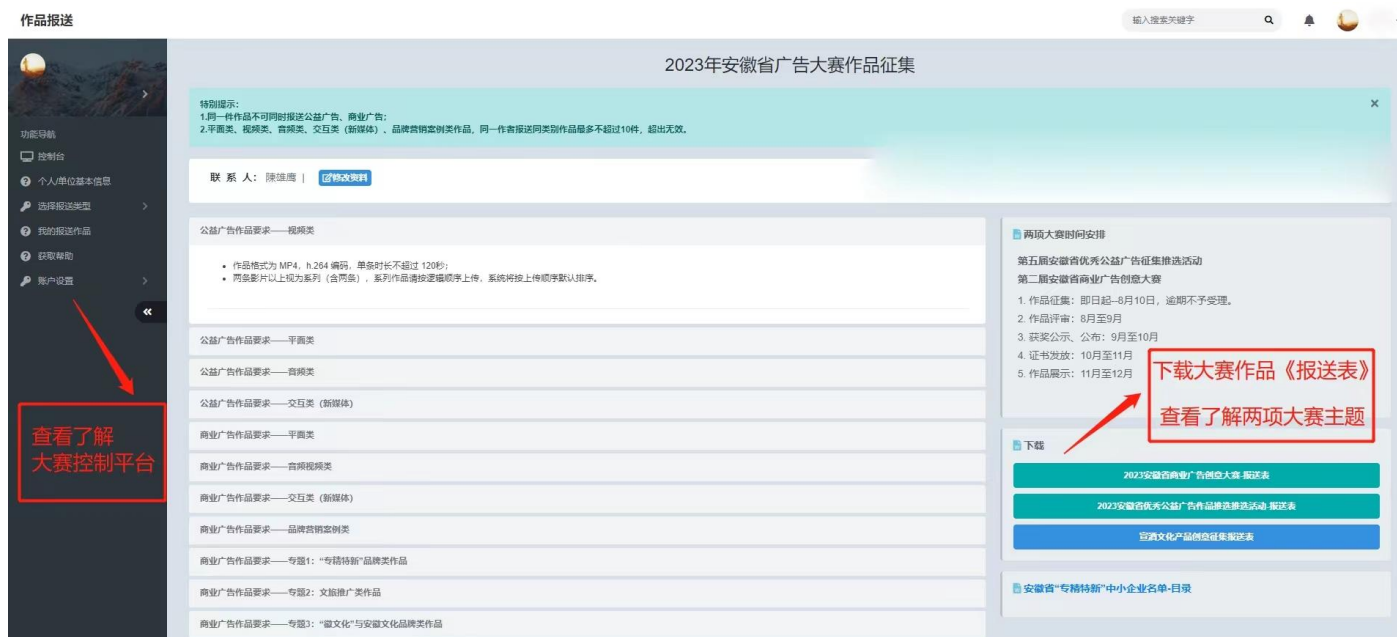 作品报送
输入搜索关键字
2023年安徽省广告大赛作品征集
特别提示：
1.同一件作品不可同时报送公益广告、商业广告；
2.平面类、视频类、音频类、交互类（新媒体）、品牌营销案例类作品，同一作者报送同类别作品最多不超过10件，超出无效。
功能导航
控制台
个人/单位基本信息
选择报送类型
我的报送作品
获取帮助
账户设置
查看了解
大赛控制平台
联 系 人： 陳雄鹰 | 修改资料
公益广告作品要求——视频类
作品格式为 MP4，h.264 编码，单条时长不超过 120秒；
两条影片以上视为系列（含两条），系列作品请按逻辑顺序上传，系统将按上传顺序默认排序。
公益广告作品要求——平面类
公益广告作品要求——音频类
公益广告作品要求——交互类（新媒体）
商业广告作品要求——平面类
商业广告作品要求——音频视频类
商业广告作品要求——交互类（新媒体）
商业广告作品要求——品牌营销案例类
商业广告作品要求——专题1：“专精特新”品牌类作品
商业广告作品要求——专题2：文旅推广类作品
商业广告作品要求——专题3：“徽文化”与安徽文化品牌类作品
两项大赛时间安排
第五届安徽省优秀公益广告征集推选活动
第二届安徽省商业广告创意大赛
1. 作品征集：即日起--8月10日，逾期不予受理。
2. 作品评审：8月至9月
3. 获奖公示、公布：9月至10月
4. 证书发放：10月至11月
5. 作品展示：11月至12月
下载大赛作品《报送表》
查看了解两项大赛主题
下载
2023安徽省商业广告创意大赛-报送表
2023安徽省优秀公益广告作品推选推选活动-报送表
宣酒文化产品创意征集报送表
安徽省“专精特新”中小企业名单-目录